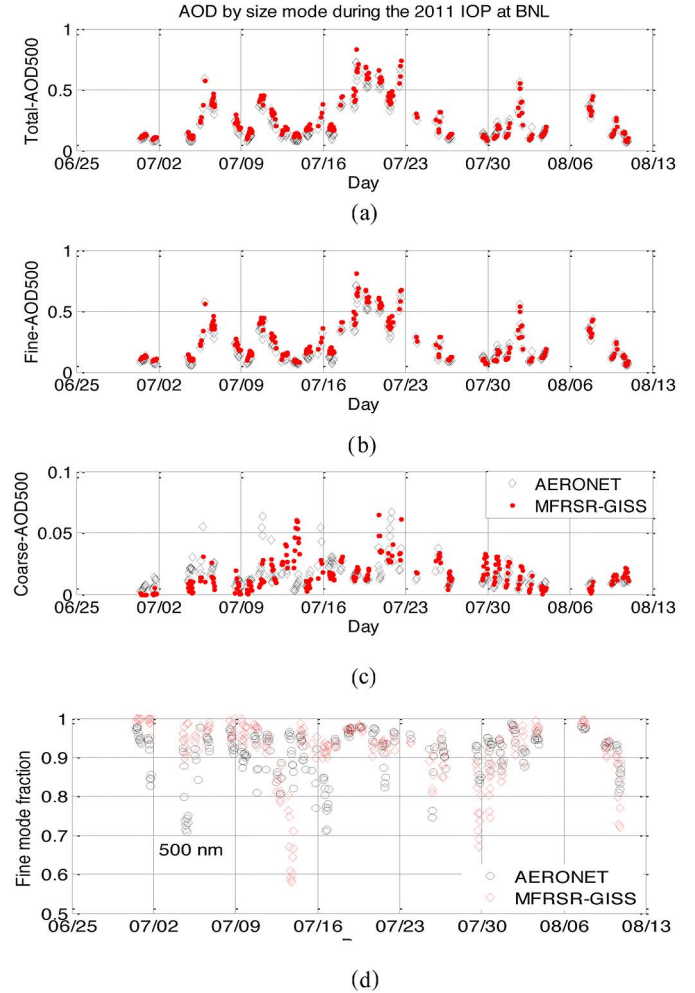 AOD by size mode during the 2011 IOP at BNL
Total-AOD500
1
0.5
0
06/25 07/02 07/09 07/16 07/23 07/30 08/06 08/13
Day
(a)
Fine-AOD500
1
0.5
0
06/25 07/02 07/09 07/16 07/23 07/30 08/06 08/13
Day
(b)
Coarse-AOD500
0.1
0.05
0
AERONET
MFRSR-GISS
06/25 07/02 07/09 07/16 07/23 07/30 08/06 08/13
Day
(c)
Fine mode fraction
1
0.9
0.8
0.7
0.6
0.5
500 nm
AERONET
MFRSR-GISS
06/25 07/02 07/09 07/16 07/23 07/30 08/06 08/13
(d)